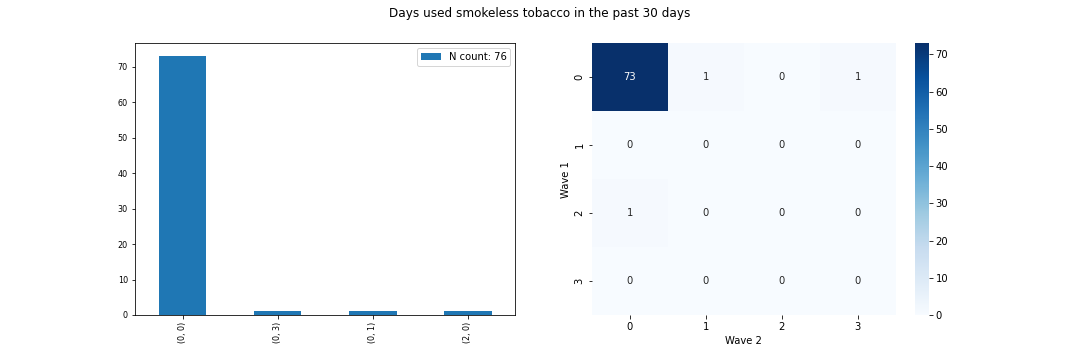 Days used smokeless tobacco in the past 30 days
N count: 76
70
60
50
40
30
20
10
0
(0, 0)
(0, 3)
(0, 1)
(2, 0)
Wave 1
0
1
2
3
73 1 0 1
0 0 0 0
1 0 0 0
0 0 0 0
0 1 2 3
Wave 2
70
60
50
40
30
20
10
0